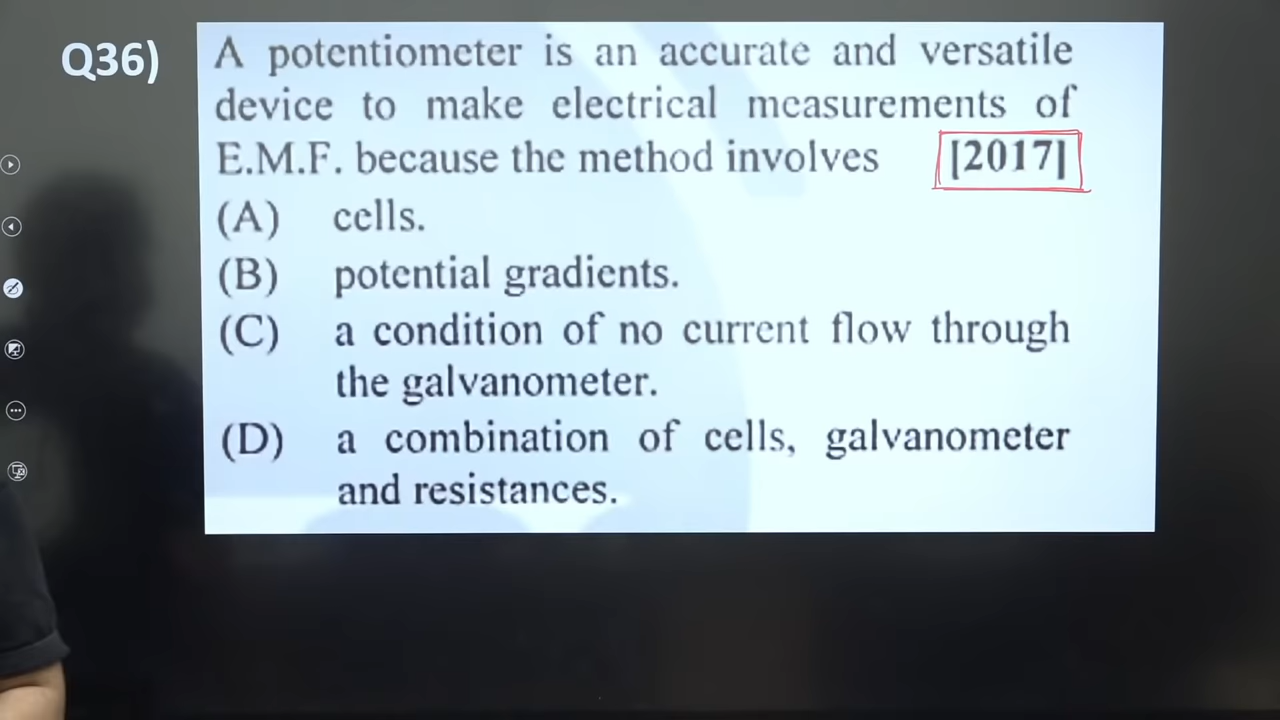 Q36)
A potentiometer is an accurate and versatile
device to make electrical measurements of
E.M.F. because the method involves [2017]
(A) cells.
(B) potential gradients.
(C) a condition of no current flow through
the galvanometer.
(D) a combination of cells, galvanometer
and resistances.